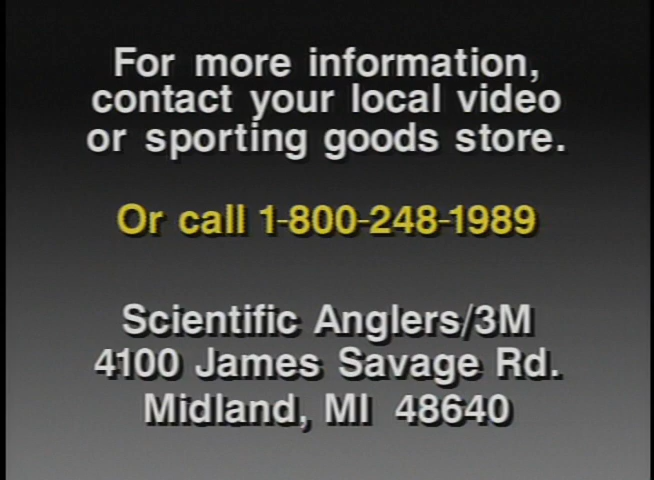 For more information,
contact your local video
or sporting goods store.
Or call 1-800-248-1989
Scientific Anglers/3M
4100 James Savage Rd.
Midland, MI 48640